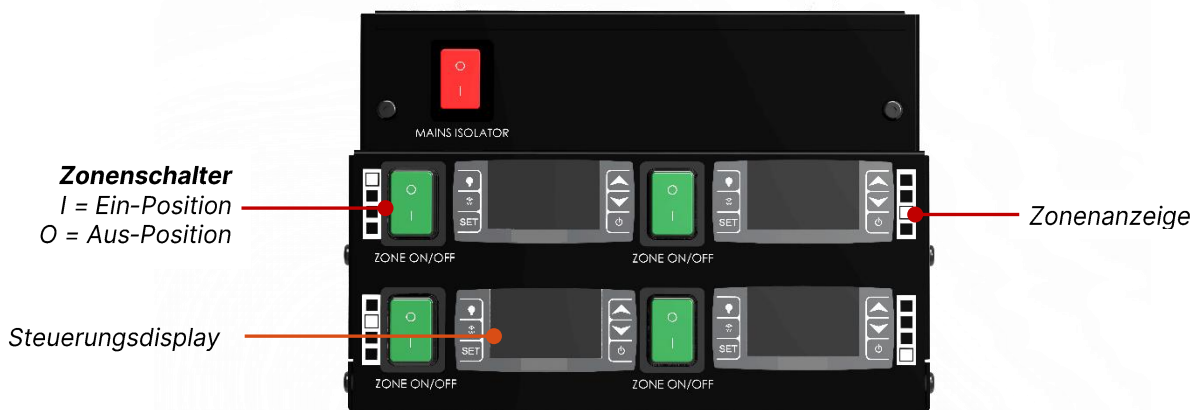 O
I
MAINS ISOLATOR
Zonenschalter
I = Ein-Position
O = Aus-Position
O
I
SET
ZONE ON/OFF
O
I
SET
ZONE ON/OFF
Zonenanzeige
Steuerungsdisplay
O
I
SET
ZONE ON/OFF
O
I
SET
ZONE ON/OFF